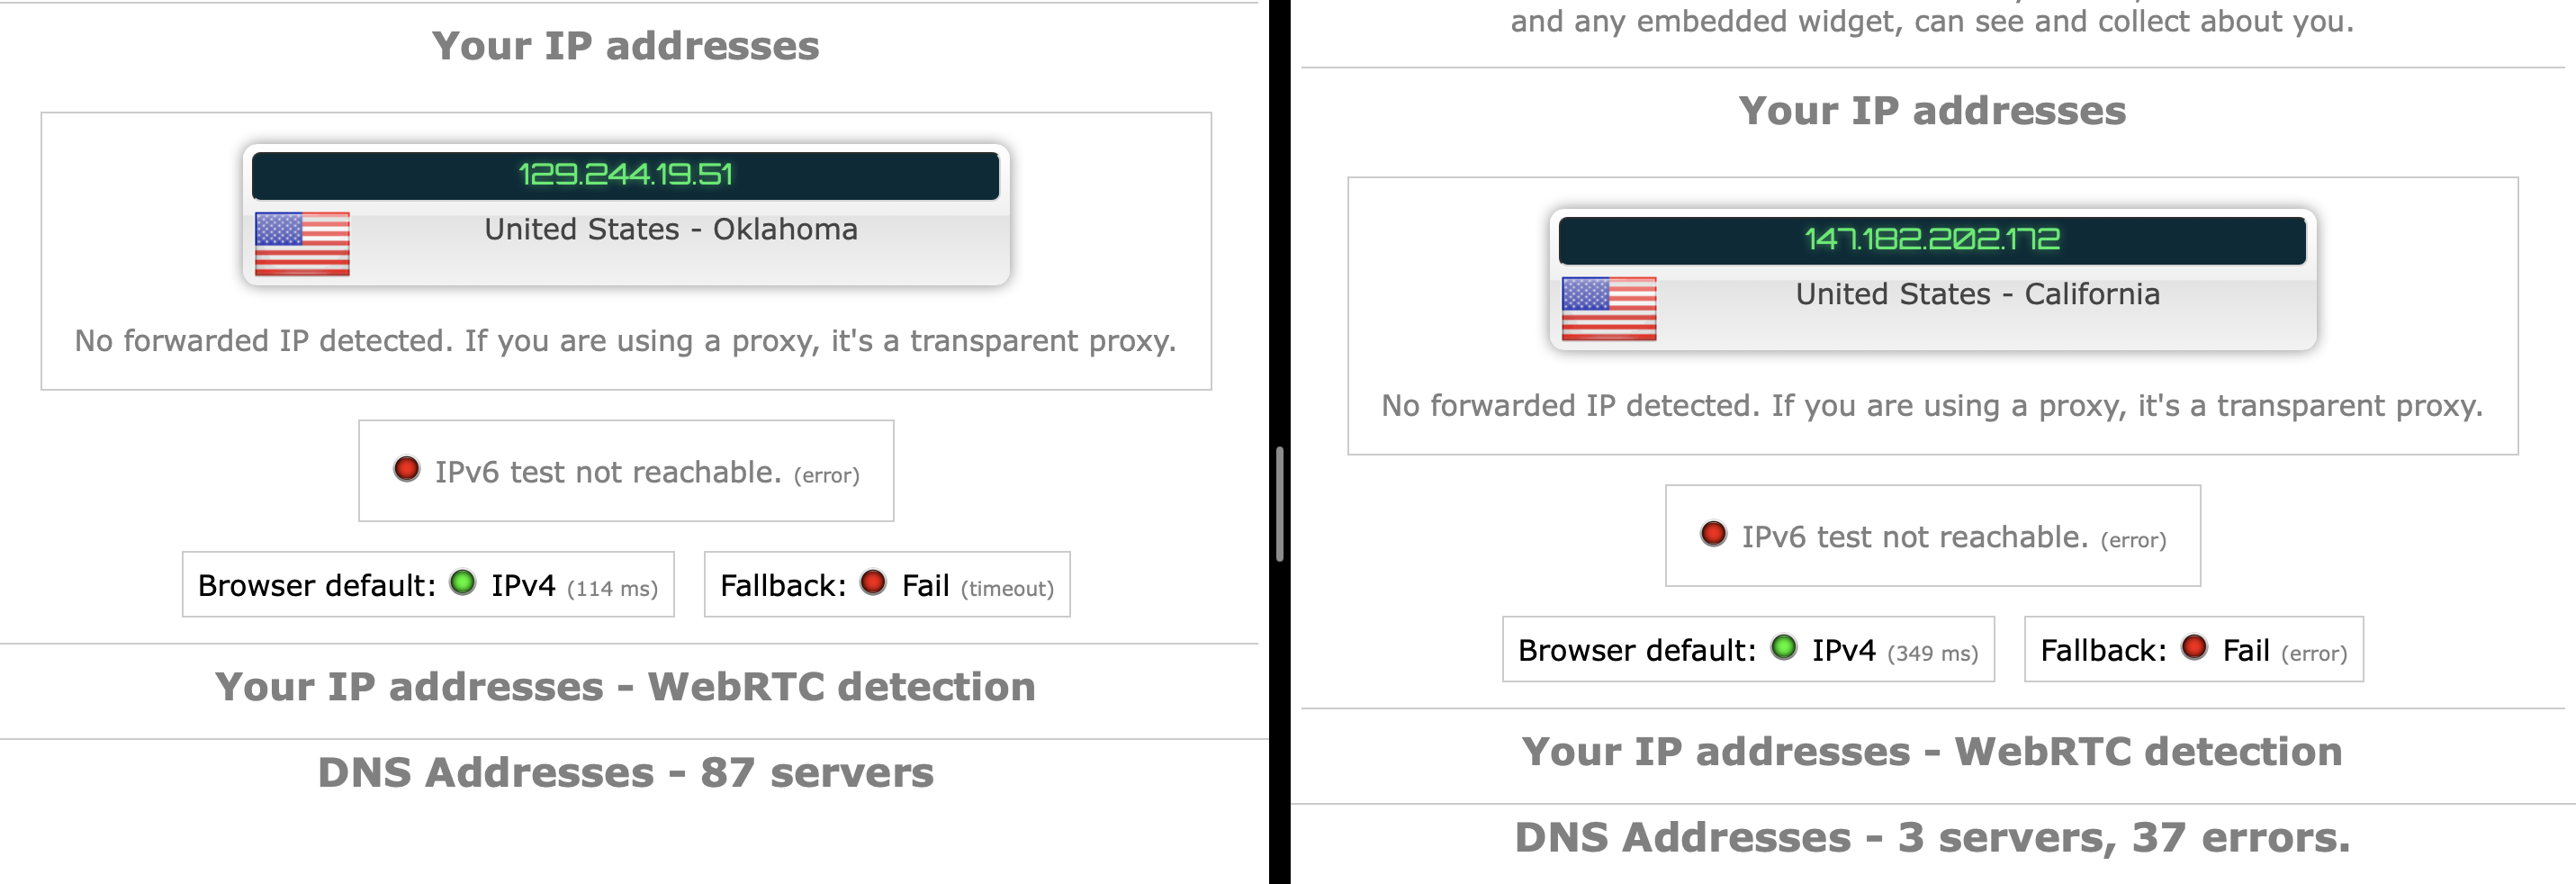 Your IP addresses
129.244.19.51
United States - Oklahoma
No forwarded IP detected. If you are using a proxy, it's a transparent proxy.
IPv6 test not reachable. (error)
Browser default: IPv4 (114 ms) Fallback: Fail (timeout)
Your IP addresses - WebRTC detection
DNS Addresses - 87 servers
and any embedded widget, can see and collect about you.
Your IP addresses
147.182.202.172
United States - California
No forwarded IP detected. If you are using a proxy, it's a transparent proxy.
IPv6 test not reachable. (error)
Browser default: IPv4 (349 ms) Fallback: Fail (error)
Your IP addresses - WebRTC detection
DNS Addresses - 3 servers, 37 errors.